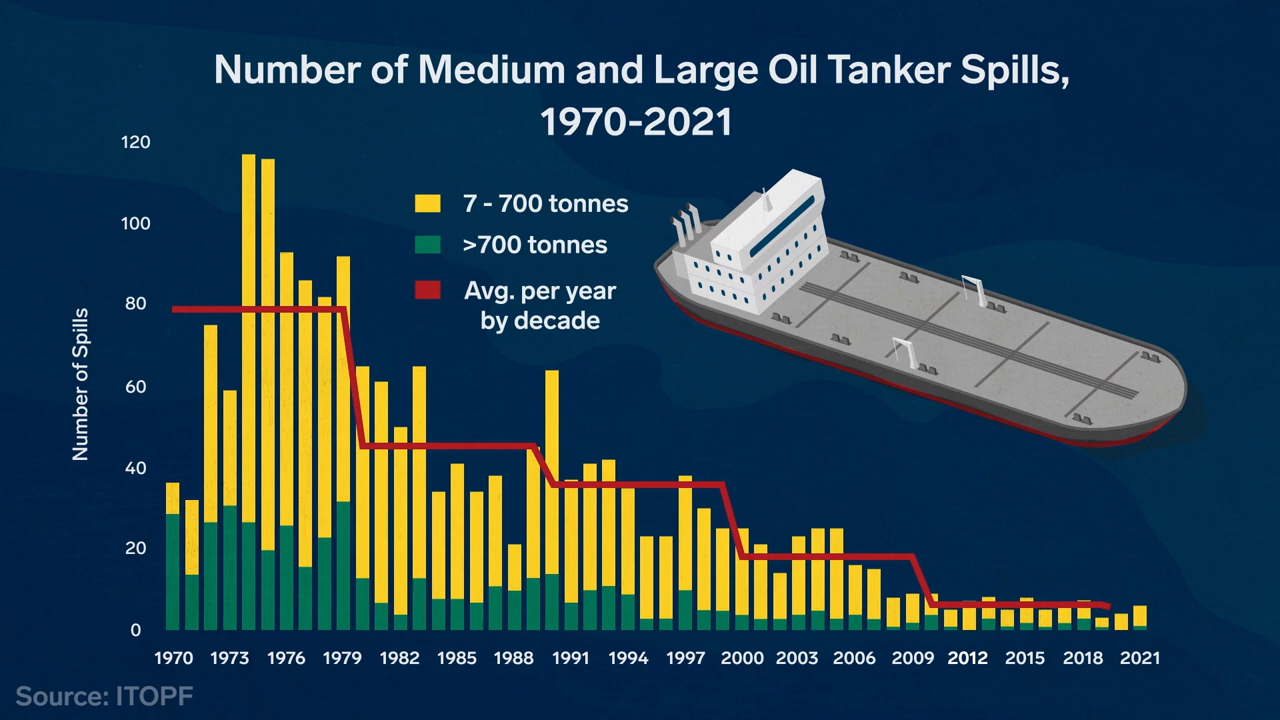 Number of Medium and Large Oil Tanker Spills,
1970-2021
120
100
80
60
40
20
0
Number of Spills
7 - 700 tonnes
>700 tonnes
Avg. per year
by decade
1970 1973 1976 1979 1982 1985 1988 1991 1994 1997 2000 2003 2006 2009 2012 2015 2018 2021
Source: ITOPF